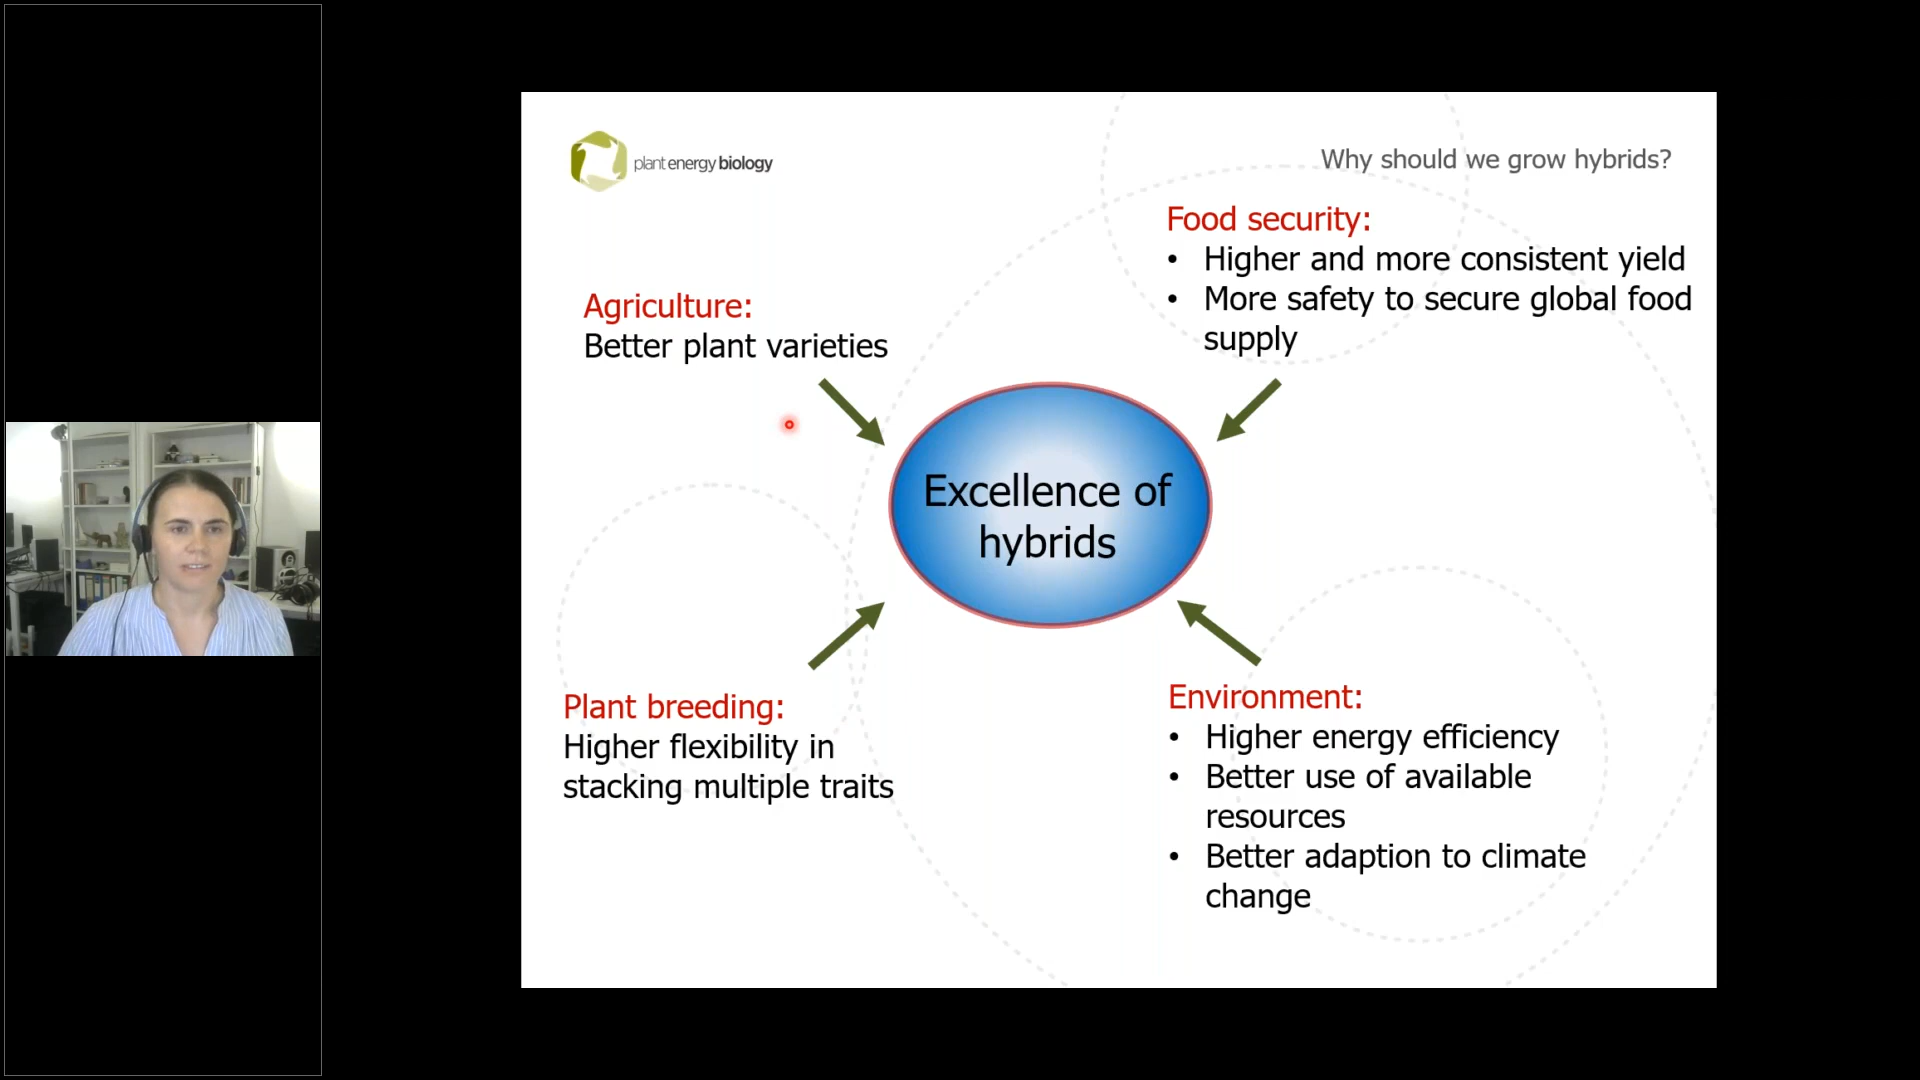 plant energy biology
Why should we grow hybrids?
Food security:
• Higher and more consistent yield
• More safety to secure global food
supply
Agriculture:
Better plant varieties
Excellence of
hybrids
Plant breeding:
Higher flexibility in
stacking multiple traits
Environment:
• Higher energy efficiency
• Better use of available
resources
• Better adaption to climate
change